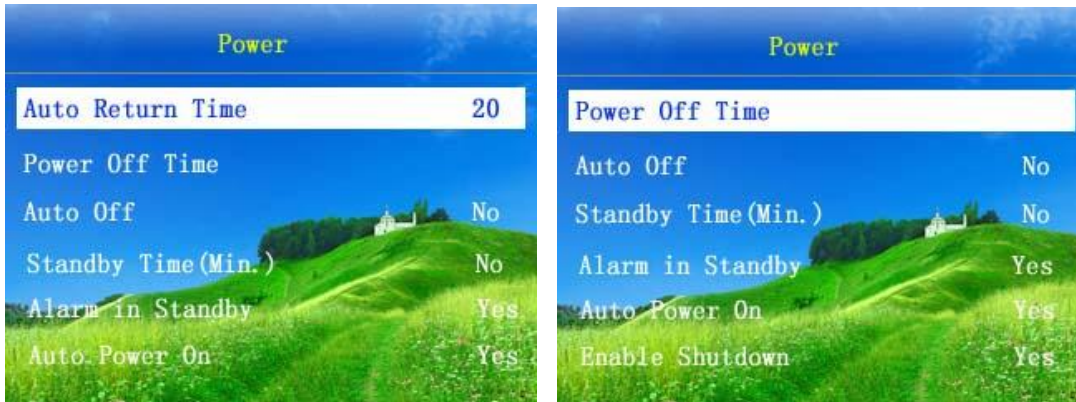 Power
Auto Return Time 20
Power Off Time
Auto Off No
Standby Time(Min.) No
Alarm in Standby Yes
Auto Power On Yes
Power
Power Off Time
Auto Off No
Standby Time(Min.) No
Alarm in Standby Yes
Auto Power On Yes
Enable Shutdown Yes